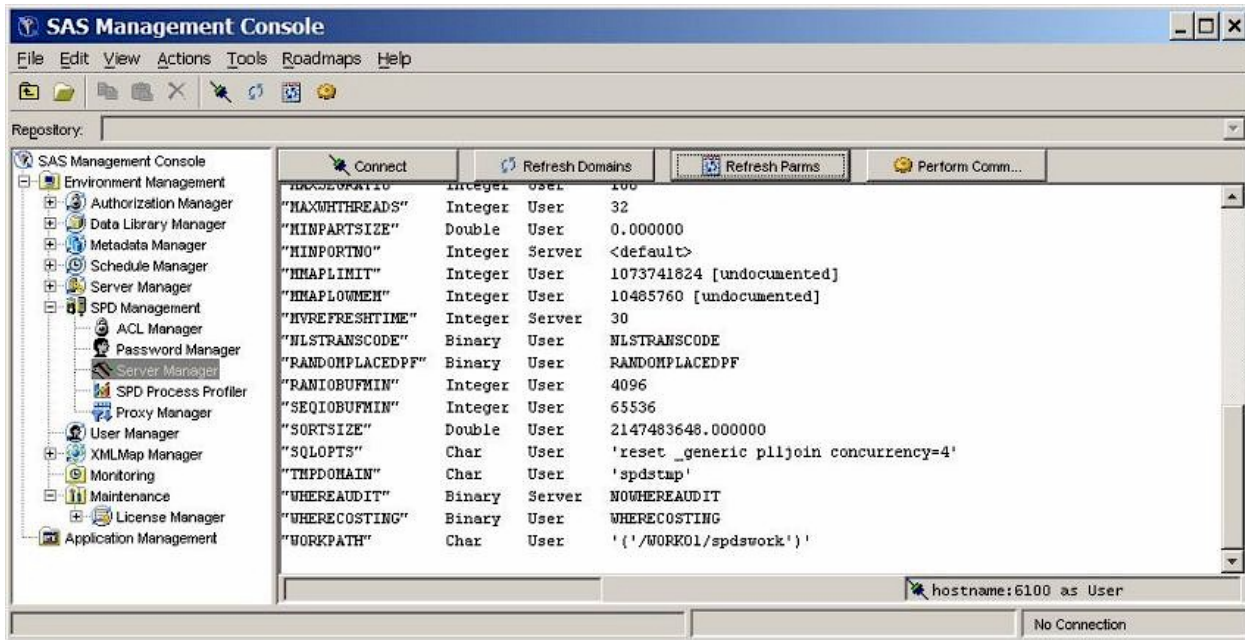 SAS Management Console
File Edit View Actions Tools Roadmaps Help
Repository:
SAS Management Console
Environment Management
Authorization Manager
Data Library Manager
Metadata Manager
Schedule Manager
Server Manager
SPD Management
ACL Manager
Password Manager
Server Manager
SPD Process Profiler
Proxy Manager
User Manager
XMLMap Manager
Monitoring
Maintenance
License Manager
Application Management
Connect Refresh Domains Refresh Parms Perform Comm...
"MAXSEGRATIO" Integer User 100
"MAXWHTHREADS" Integer User 32
"MINPARTSIZE" Double User 0.000000
"MINPORTNO" Integer Server <default>
"MMAPLIMIT" Integer User 1073741824 [undocumented]
"MMAPLOWMEM" Integer User 10485760 [undocumented]
"MVREFRESHTIME" Integer Server 30
"NLSTRANSCODE" Binary User NLSTRANSCODE
"RANDOMPLACEDPF" Binary User RANDOMPLACEDPF
"RANIOBUFMIN" Integer User 4096
"SEQIOBUFMIN" Integer User 65536
"SORTSIZE" Double User 2147483648.000000
"SQLOPTS" Char User 'reset _generic plljoin concurrency=4'
"TMPDOMAIN" Char User 'spdstmp'
"WHEREAUDIT" Binary Server NOWHEREAUDIT
"WHERECOSTING" Binary User WHERECOSTING
"WORKPATH" Char User '('/WORK01/spdswork')'
hostname:6100 as User
No Connection